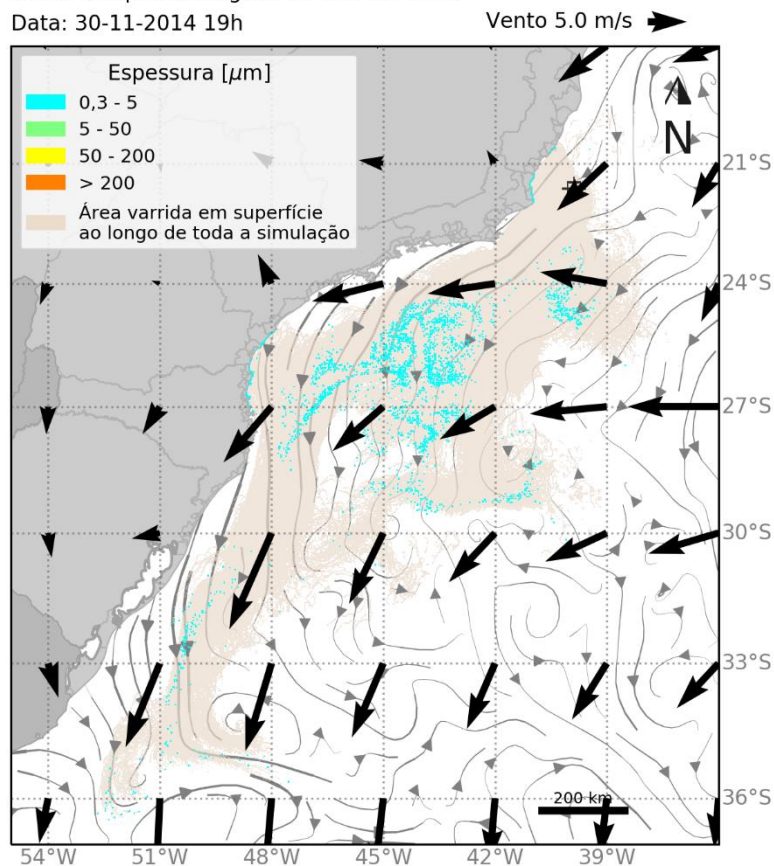 Data: 30-11-2014 19h
Vento 5.0 m/s
Espessura [μm]
0,3 - 5
5 - 50
50 - 200
> 200
Área varrida em superfície
ao longo de toda a simulação
N
21°S
24°S
27°S
30°S
33°S
36°S
200 km
54°W 51°W 48°W 45°W 42°W 39°W